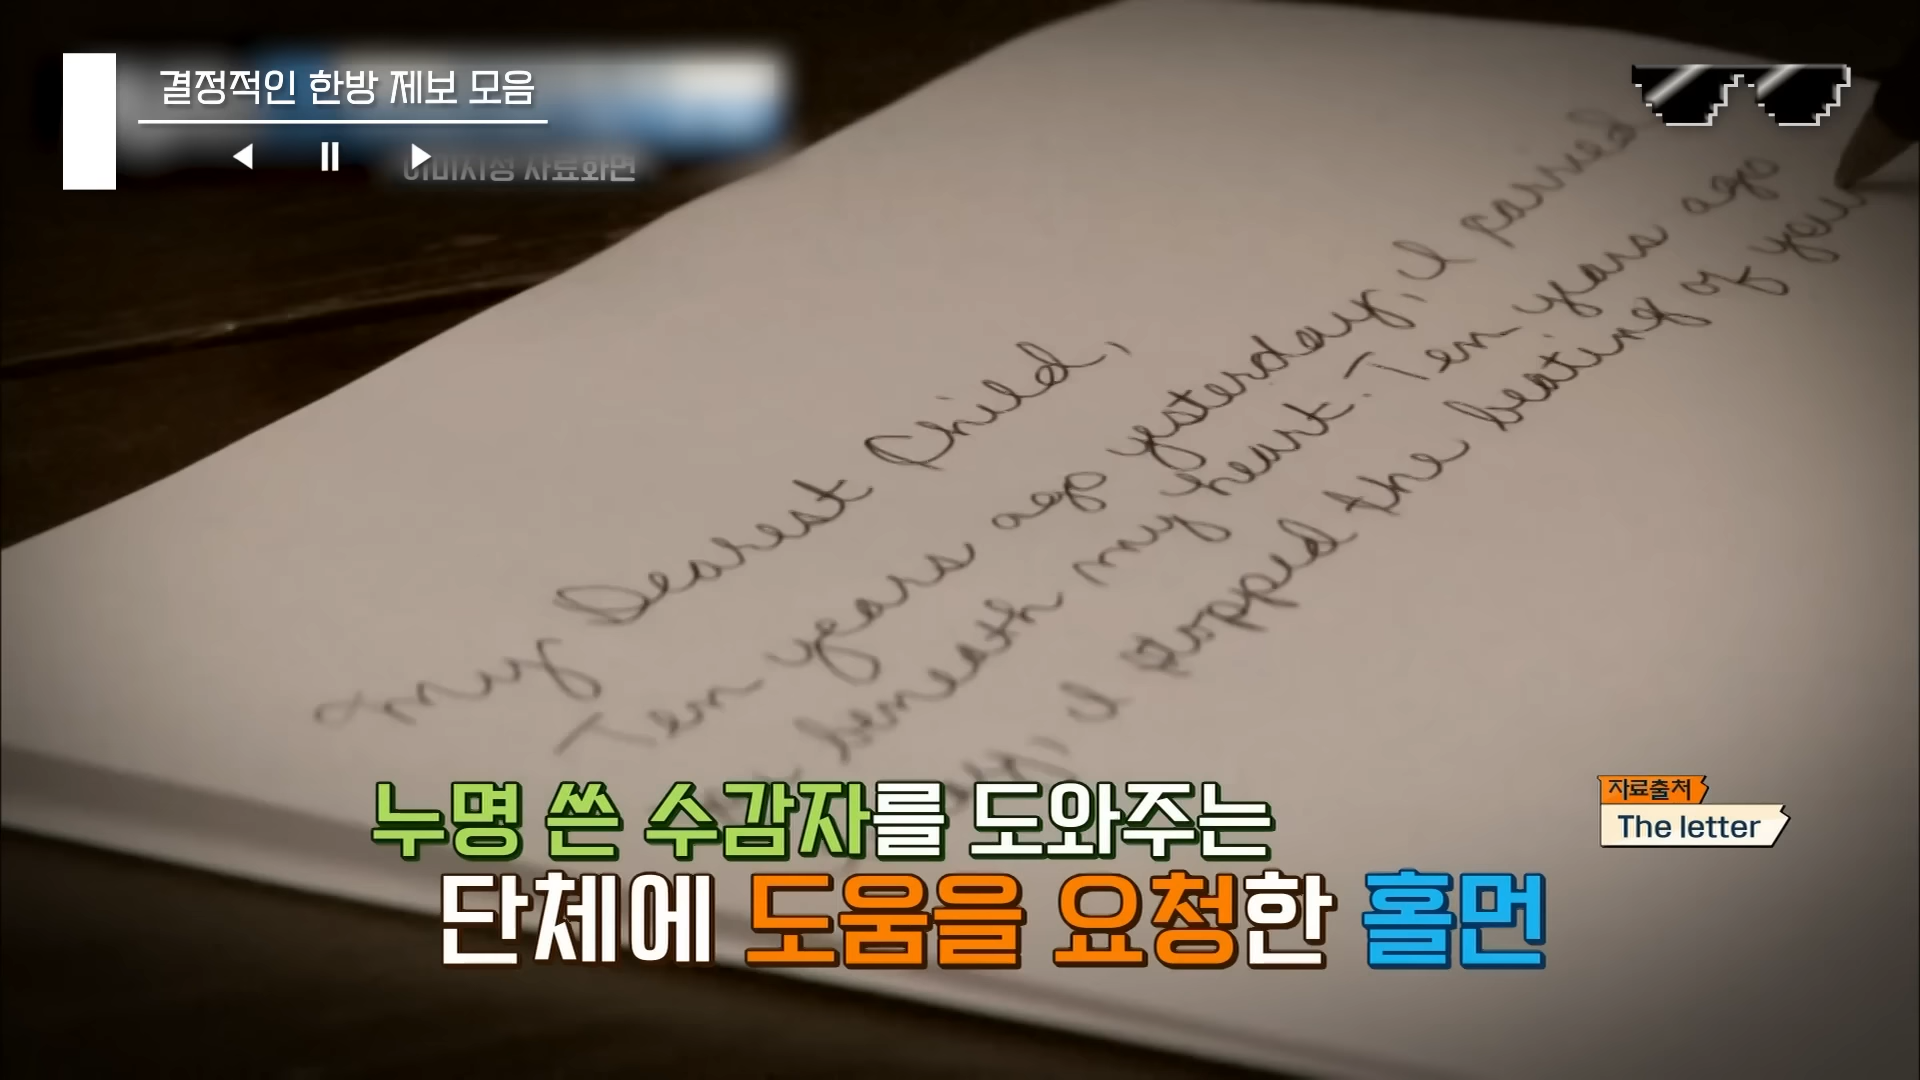 결정적인 한방 제보 모음
이미지성 자료화면
My Dearest Child,
Ten years ago yesterday, I carried
beneath my heart. Ten years ago
I stopped the beating of your
누명 쓴 수감자를 도와주는
단체에 도움을 요청한 홀먼
자료출처
The letter